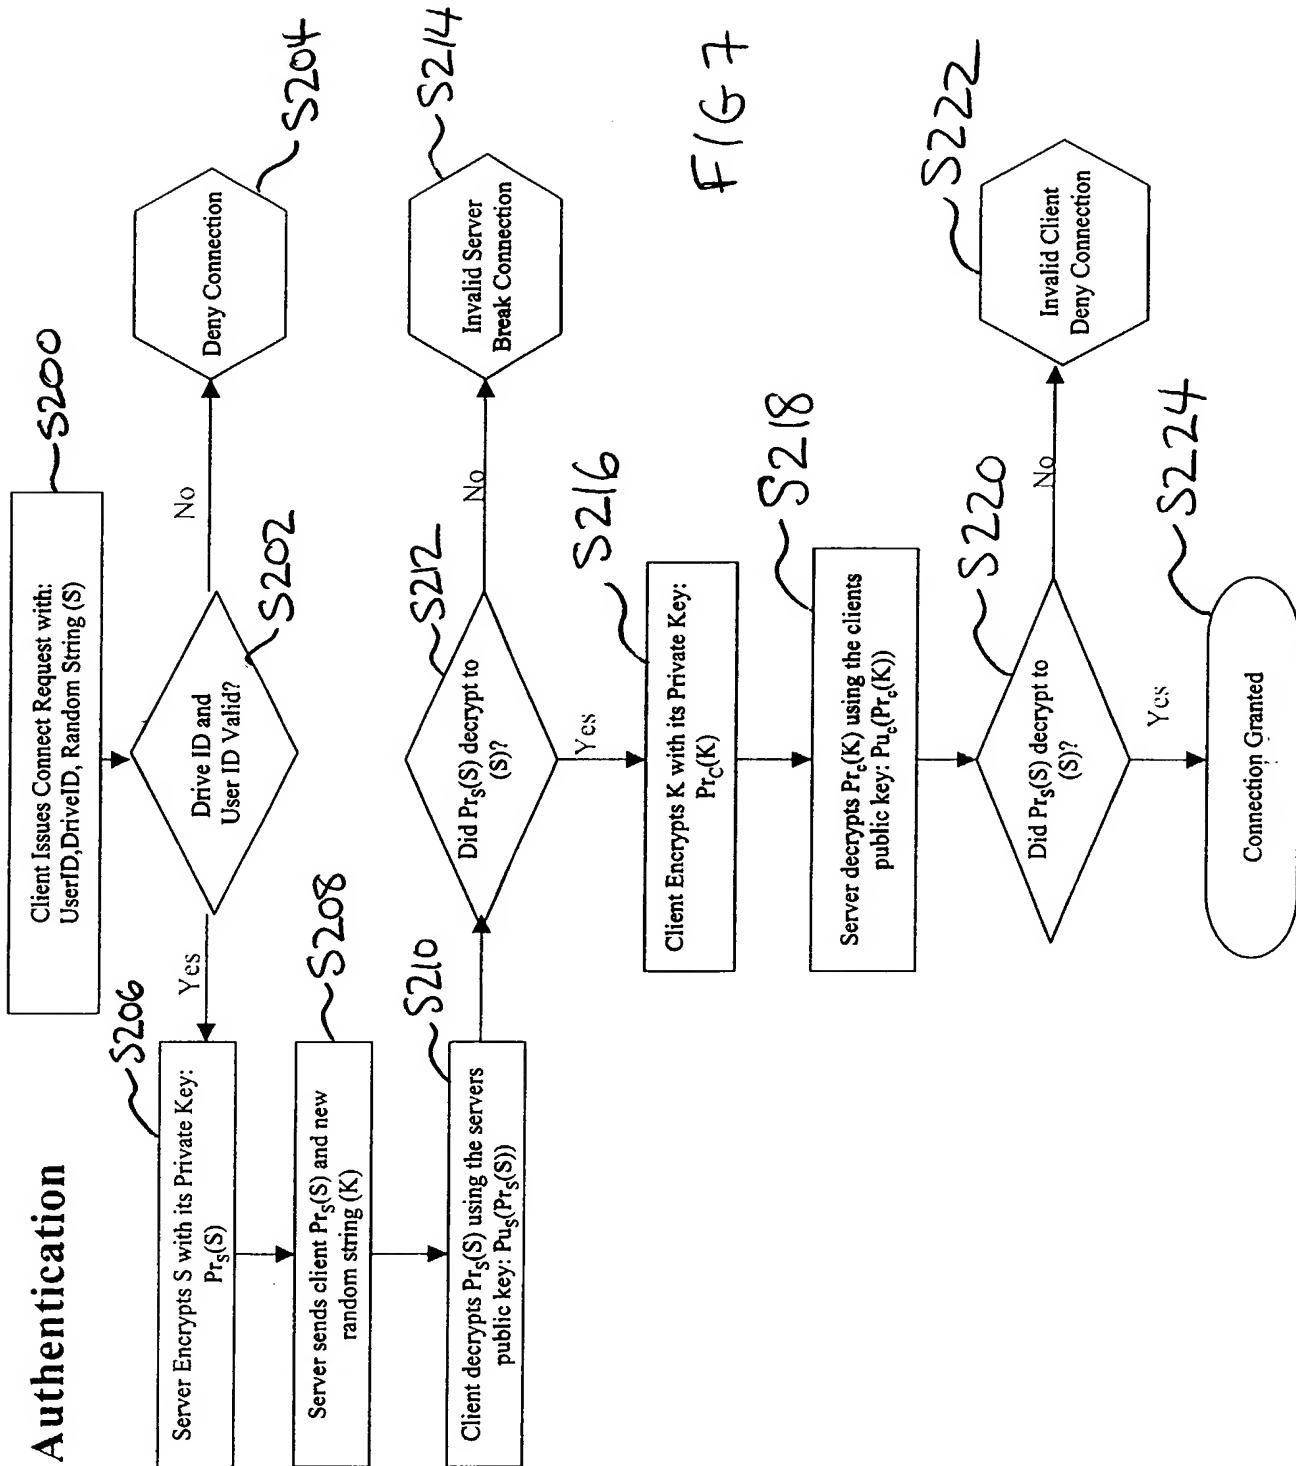 Authentication
Client Issues Connect Request with:
UserID,DriveID, Random String (S)
S200
Drive ID and
User ID Valid?
S202
No
Deny Connection
S204
Yes
Server Encrypts S with its Private Key:
Prs(S)
S206
Server sends client Prs(S) and new
random string (K)
S208
Client decrypts Prs(S) using the servers
public key: Pus(Prs(S))
S210
Did Prs(S) decrypt to
(S)?
S212
No
Invalid Server
Break Connection
S214
Yes
Client Encrypts K with its Private Key:
PrC(K)
S216
Server decrypts Prc(K) using the clients
public key: Puc(Prc(K))
S218
Did Prs(S) decrypt to
(S)?
S220
No
Invalid Client
Deny Connection
S222
Yes
Connection Granted
S224
FIG 7